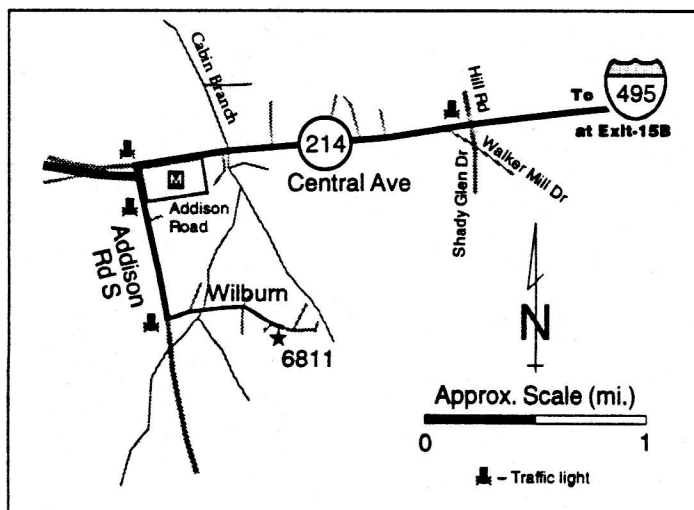 Cabin Branch
Hill Rd
To
495
at Exit-15B
214
Central Ave
Walker Mill Dr
Shady Glen Dr
M
Addison
Road
Addison
Rd S
Wilburn
6811
N
Approx. Scale (mi.)
0
1
- Traffic light